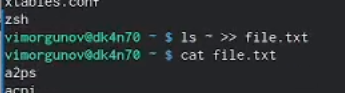 xtables.conf
zsh
vimorgunov@dk4n70 ~ $ ls ~ >> file.txt
vimorgunov@dk4n70 ~ $ cat file.txt
a2ps
acpi